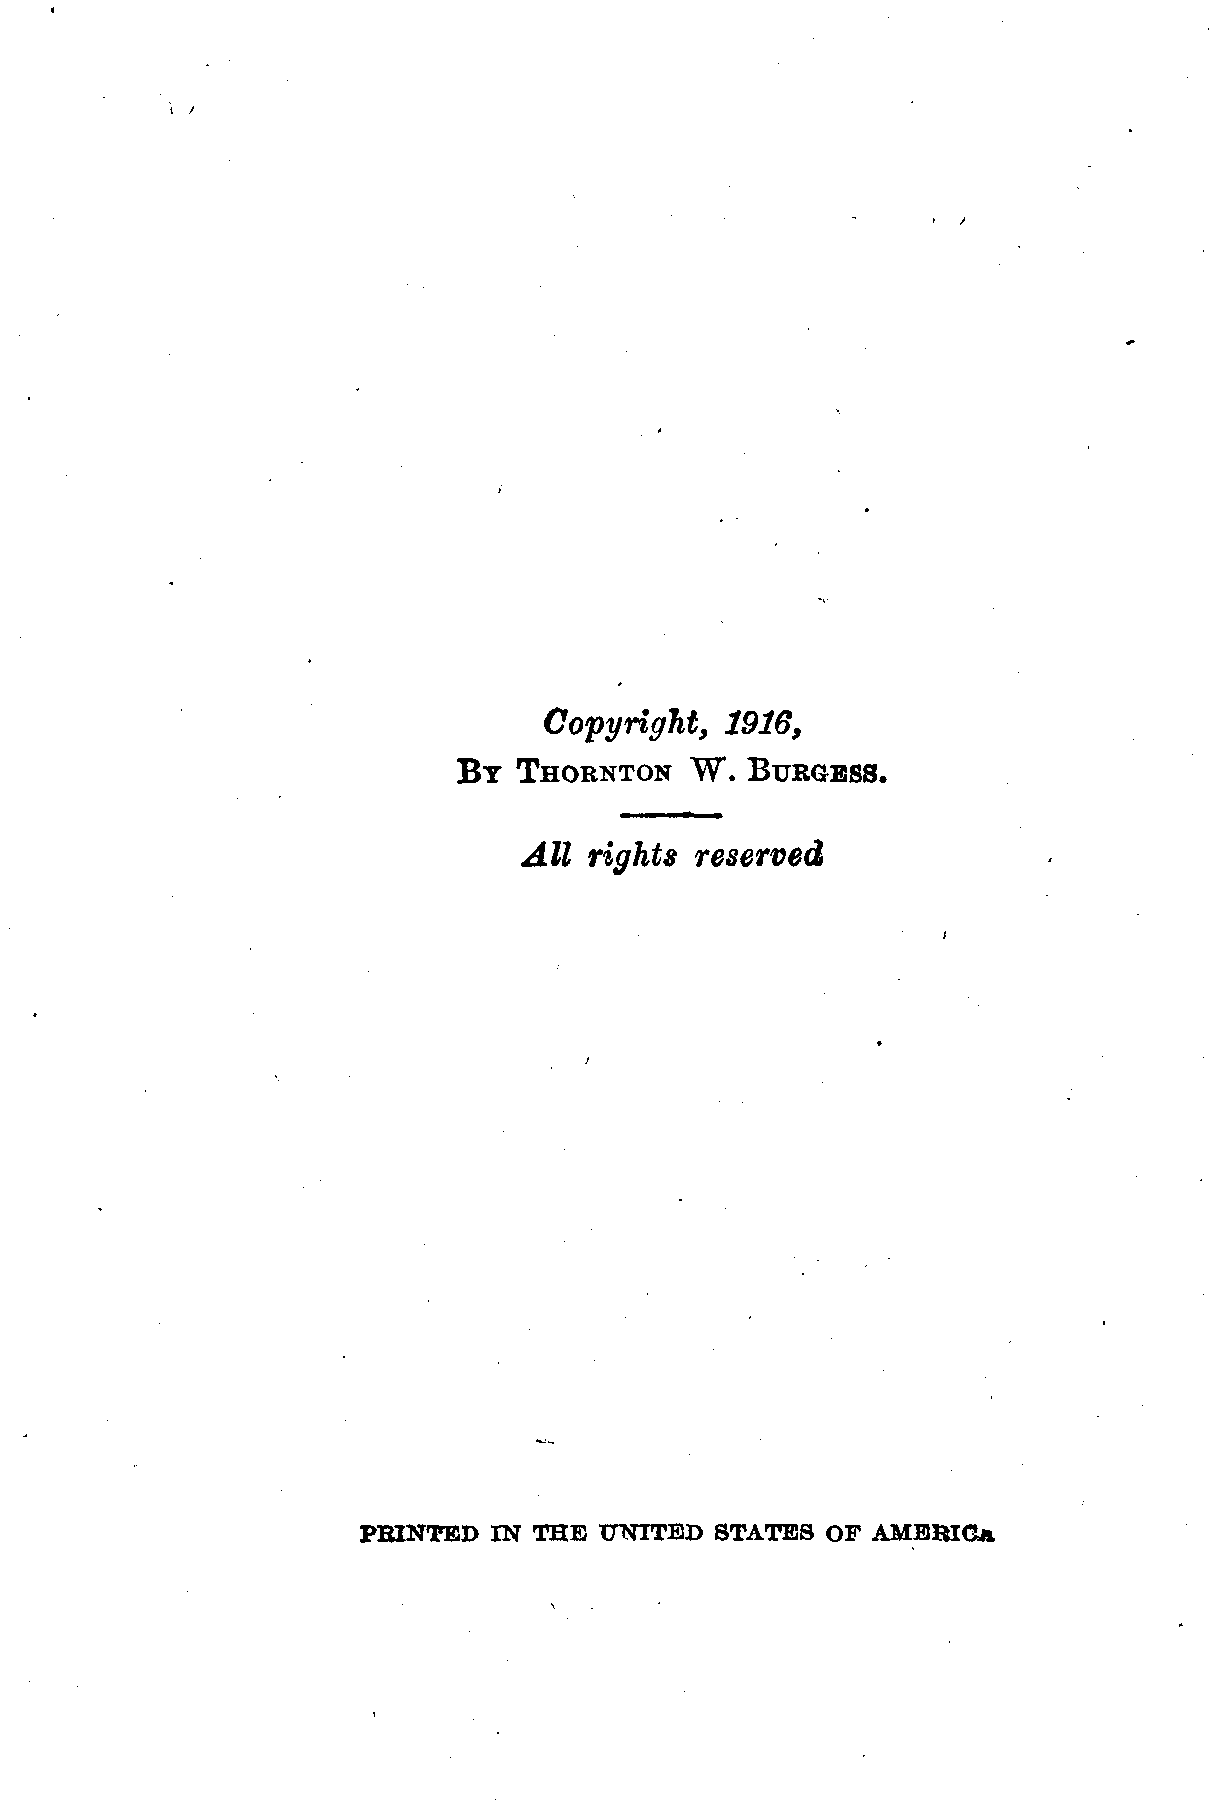 Copyright, 1916,
BY THORNTON W. BURGESS.
All rights reserved
PRINTED IN THE UNITED STATES OF AMERICA